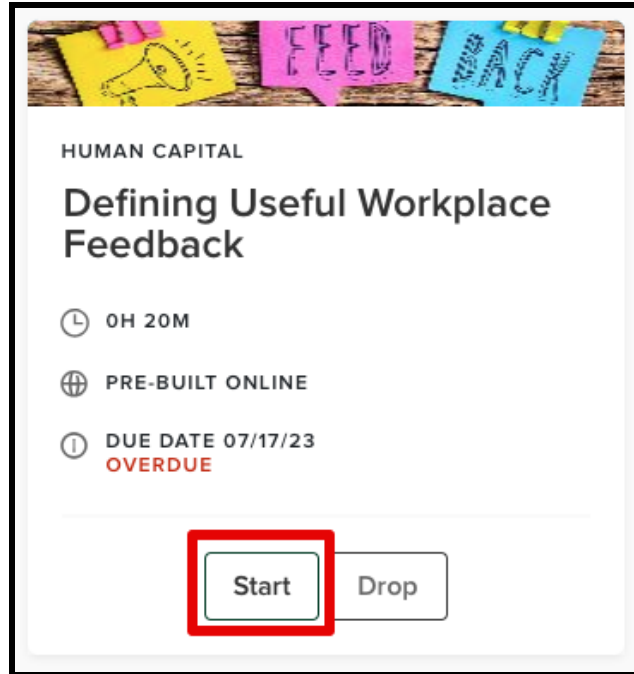 FEED
BACK
HUMAN CAPITAL
Defining Useful Workplace
Feedback
0H 20M
PRE-BUILT ONLINE
DUE DATE 07/17/23
OVERDUE
Start
Drop